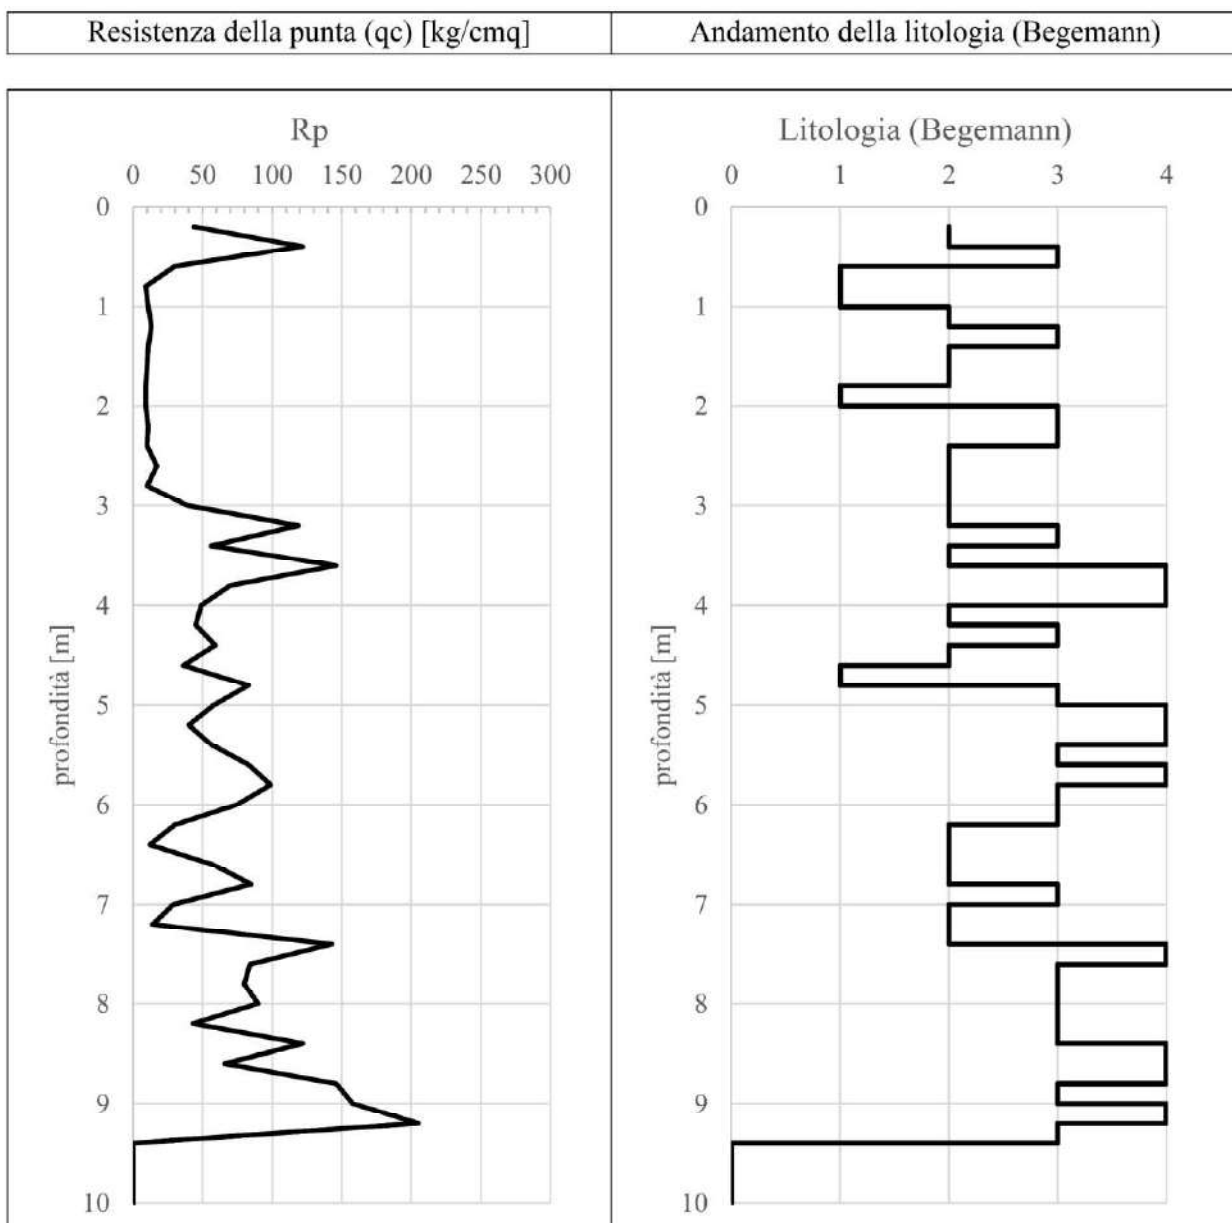 Resistenza della punta (qc) [kg/cmq]
Andamento della litologia (Begemann)
Rp
0 50 100 150 200 250 300
0
1
2
3
4
5
6
7
8
9
10
profondità [m]
Litologia (Begemann)
0 1 2 3 4
0
1
2
3
4
5
6
7
8
9
10
profondità [m]